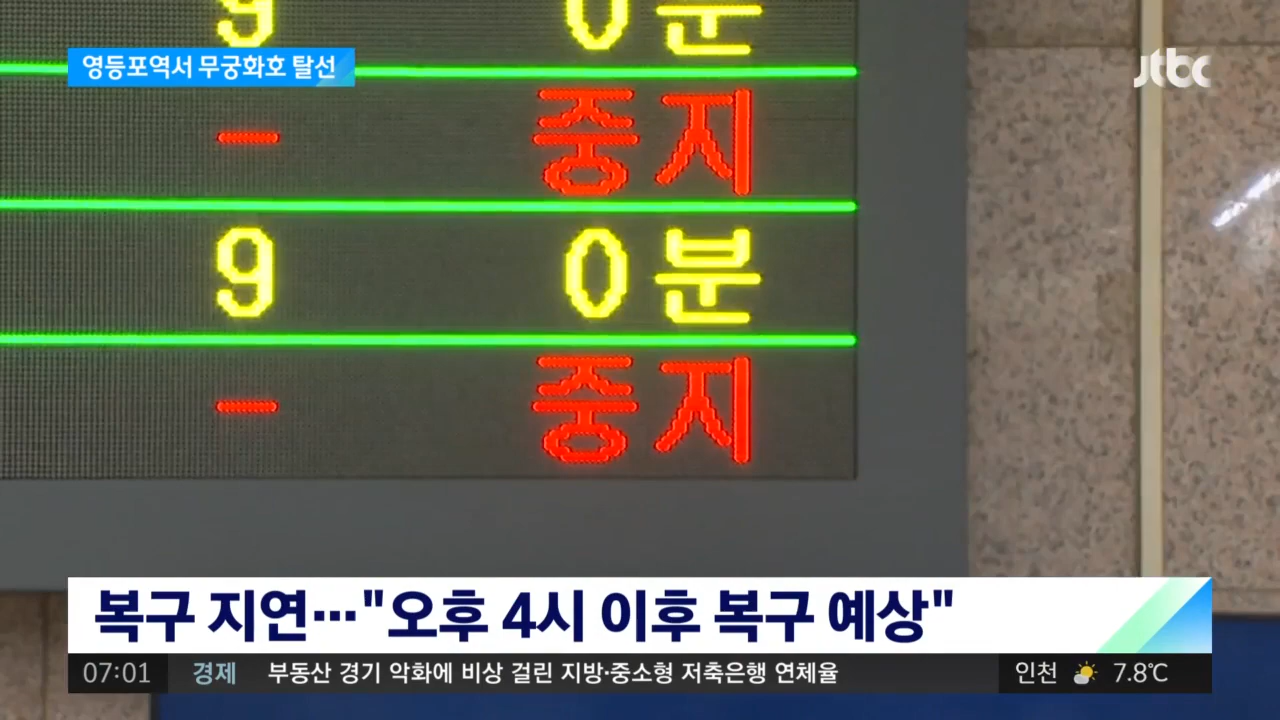 영등포역서 무궁화호 탈선
jtbc
9 0분
- 중지
9 0분
- 중지
복구 지연…"오후 4시 이후 복구 예상"
07:01 경제 부동산 경기 악화에 비상 걸린 지방·중소형 저축은행 연체율 인천 7.8℃